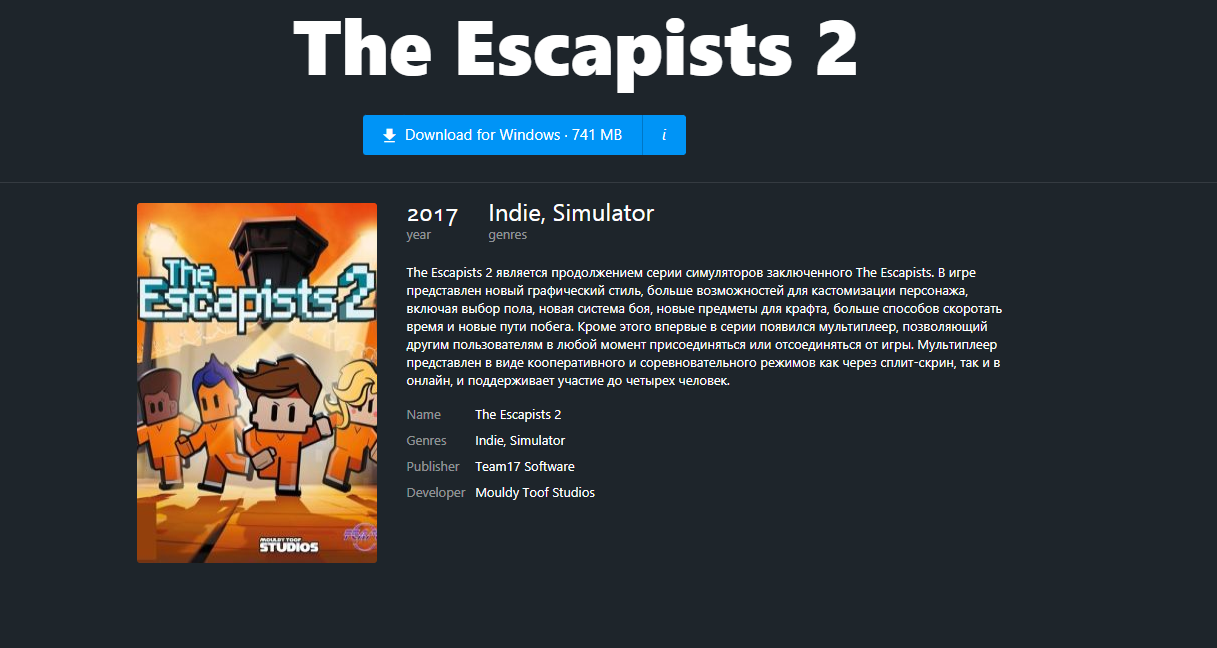 The Escapists 2
Download for Windows · 741 MB
i
The
Escapists 2
MOULDY TOOF
STUDIOS
2017
year
Indie, Simulator
genres
The Escapists 2 является продолжением серии симуляторов заключенного The Escapists. В игре
представлен новый графический стиль, больше возможностей для кастомизации персонажа,
включая выбор пола, новая система боя, новые предметы для крафта, больше способов скоротать
время и новые пути побега. Кроме этого впервые в серии появился мультиплеер, позволяющий
другим пользователям в любой момент присоединяться или отсоединяться от игры. Мультиплеер
представлен в виде кооперативного и соревновательного режимов как через сплит-скрин, так и в
онлайн, и поддерживает участие до четырех человек.
Name The Escapists 2
Genres Indie, Simulator
Publisher Team17 Software
Developer Mouldy Toof Studios